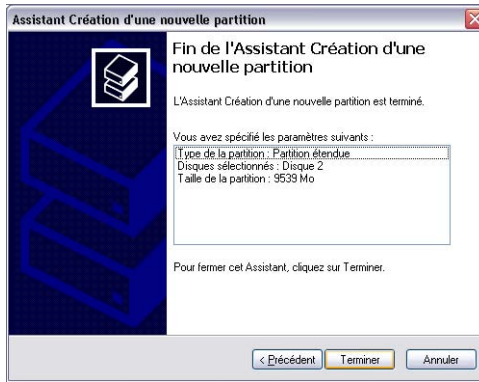 Assistant Création d'une nouvelle partition
Fin de l'Assistant Création d'une
nouvelle partition
L'Assistant Création d'une nouvelle partition est terminé.
Vous avez spécifié les paramètres suivants :
Type de la partition : Partition étendue
Disques sélectionnés : Disque 2
Taille de la partition : 9539 Mo
Pour fermer cet Assistant, cliquez sur Terminer.
< Précédent Terminer Annuler